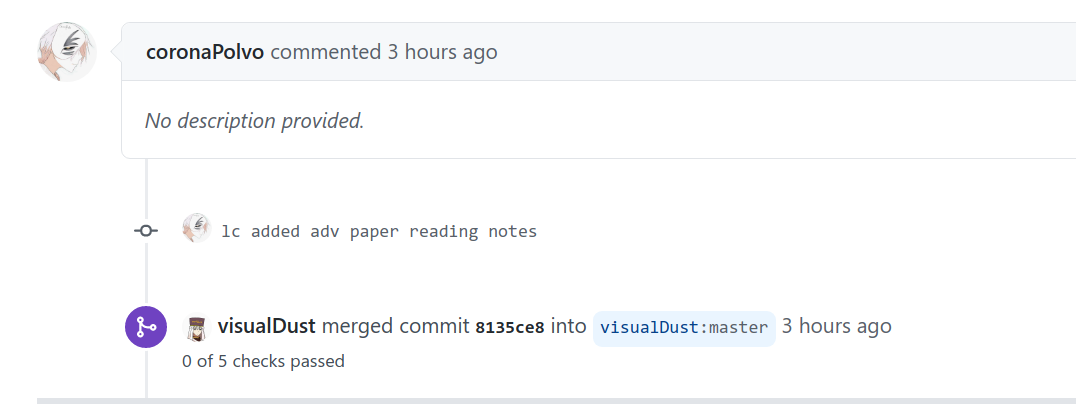 coronaPolvo commented 3 hours ago
No description provided.
lc added adv paper reading notes
visualDust merged commit 8135ce8 into visualDust:master 3 hours ago
0 of 5 checks passed